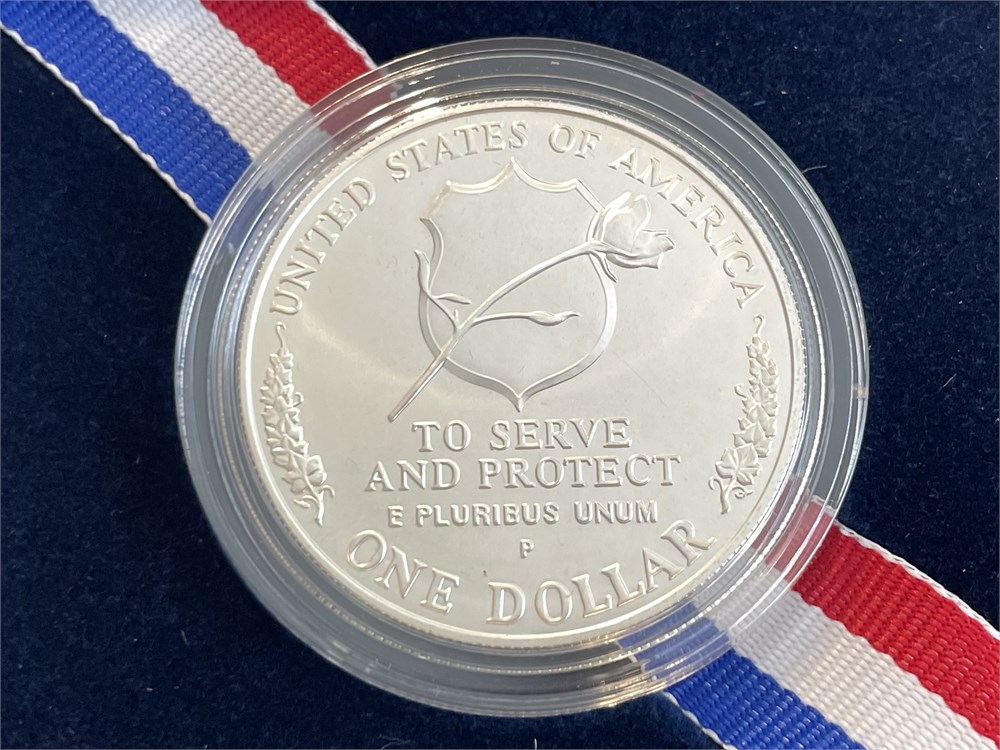 UNITED STATES OF AMERICA
TO SERVE
AND PROTECT
E PLURIBUS UNUM
P
ONE DOLLAR